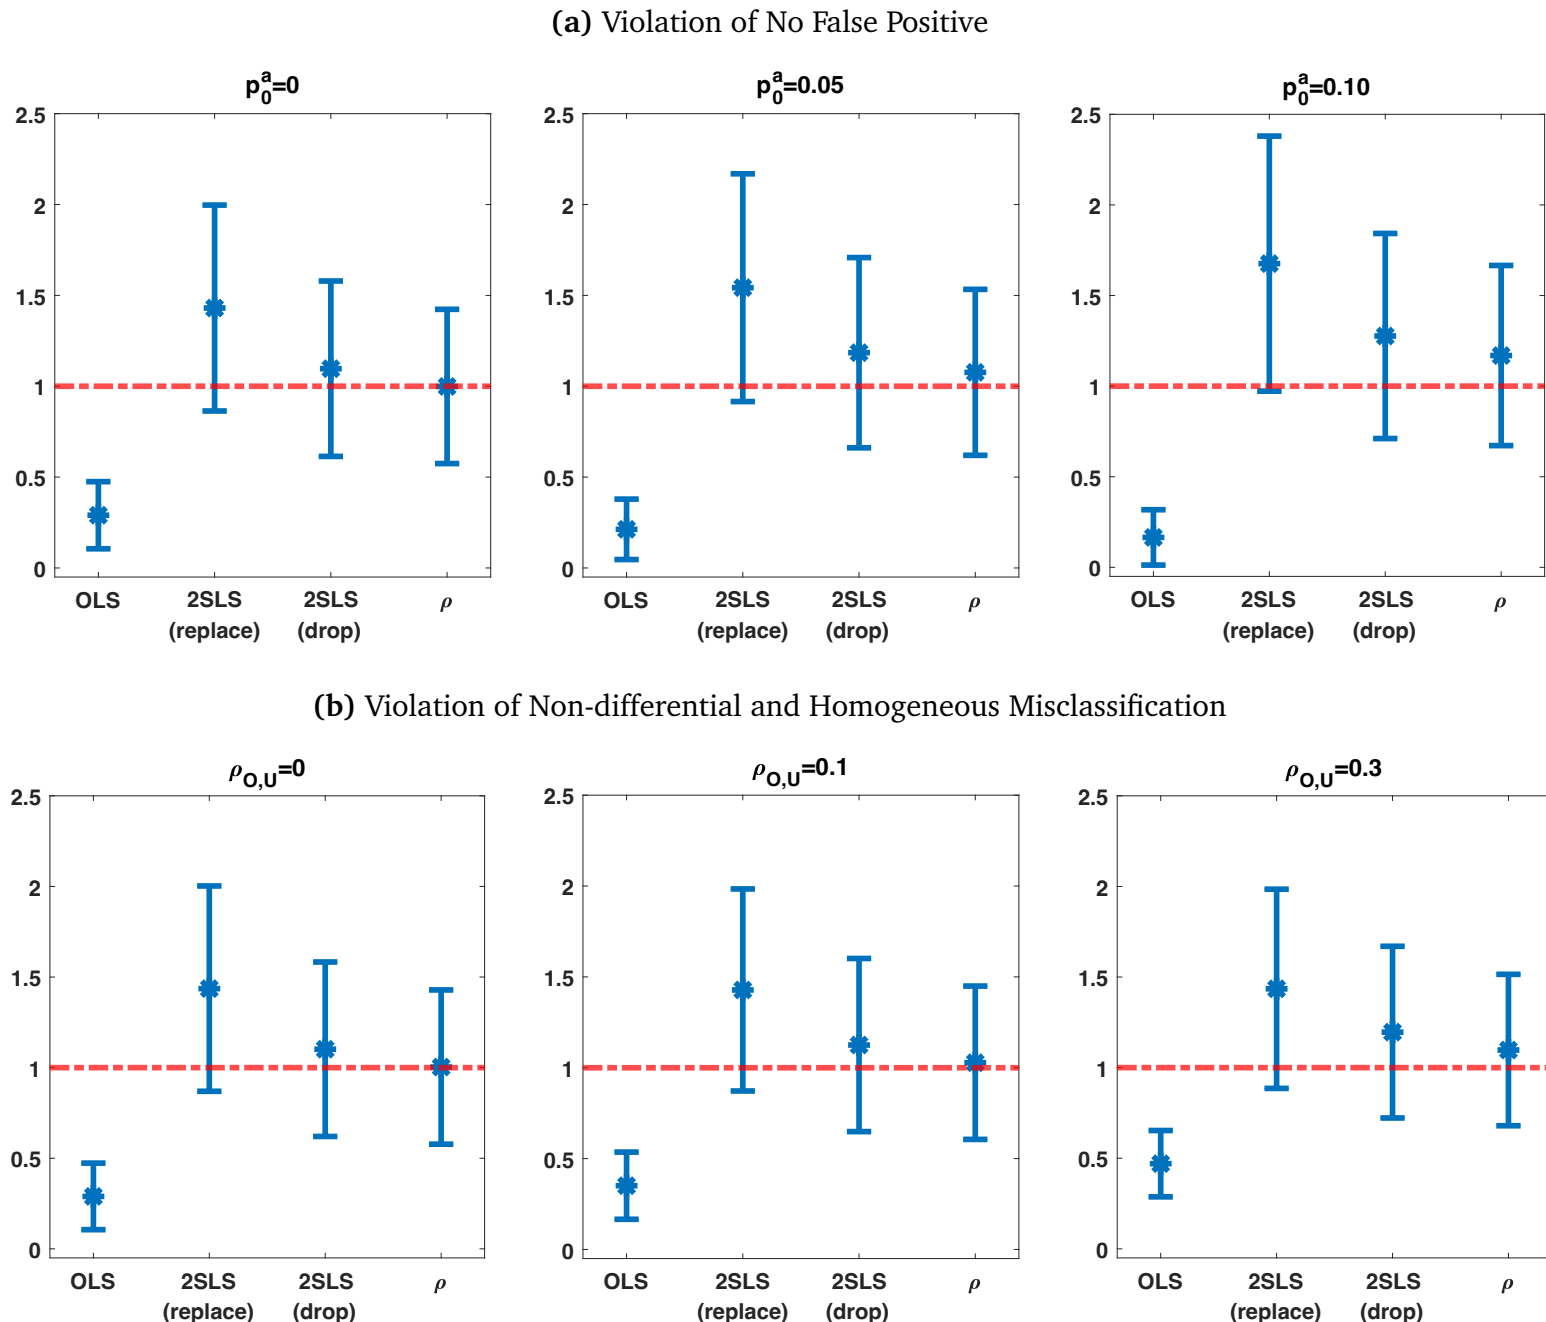 (a) Violation of No False Positive
p₀ᵃ=0 p₀ᵃ=0.05 p₀ᵃ=0.10
2.5 2.5 2.5
2 2 2
1.5 1.5 1.5
1 1 1
0.5 0.5 0.5
0 0 0
OLS 2SLS 2SLS ρ OLS 2SLS 2SLS ρ OLS 2SLS 2SLS ρ
(replace) (drop) (replace) (drop) (replace) (drop)
(b) Violation of Non-differential and Homogeneous Misclassification
ρO,U=0 ρO,U=0.1 ρO,U=0.3
2.5 2.5 2.5
2 2 2
1.5 1.5 1.5
1 1 1
0.5 0.5 0.5
0 0 0
OLS 2SLS 2SLS ρ OLS 2SLS 2SLS ρ OLS 2SLS 2SLS ρ
(replace) (drop) (replace) (drop) (replace) (drop)